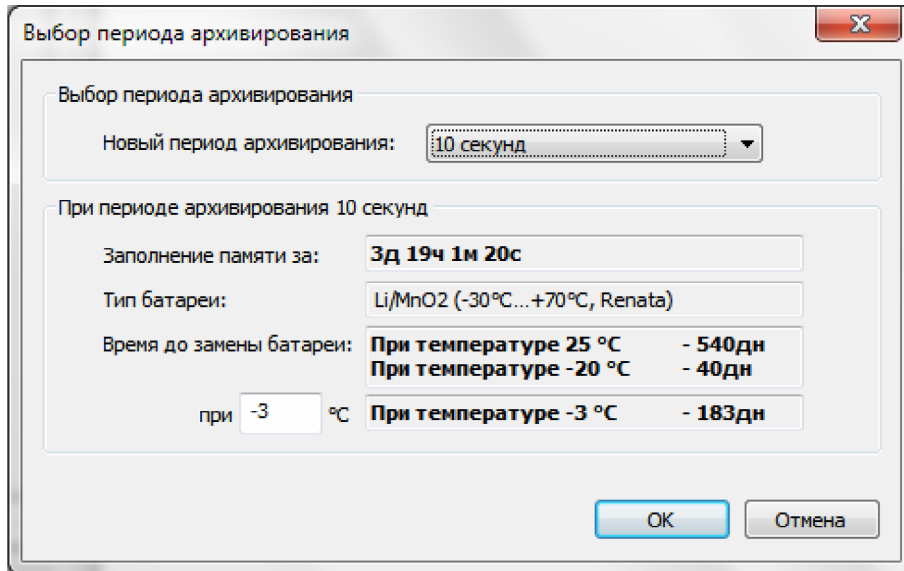 Выбор периода архивирования
Выбор периода архивирования
Новый период архивирования: 10 секунд
При периоде архивирования 10 секунд
Заполнение памяти за: 3д 19ч 1м 20с
Тип батареи: Li/MnO2 (-30°C...+70°C, Renata)
Время до замены батареи: При температуре 25 °C - 540дн
При температуре -20 °C - 40дн
при -3 °C При температуре -3 °C - 183дн
OK Отмена